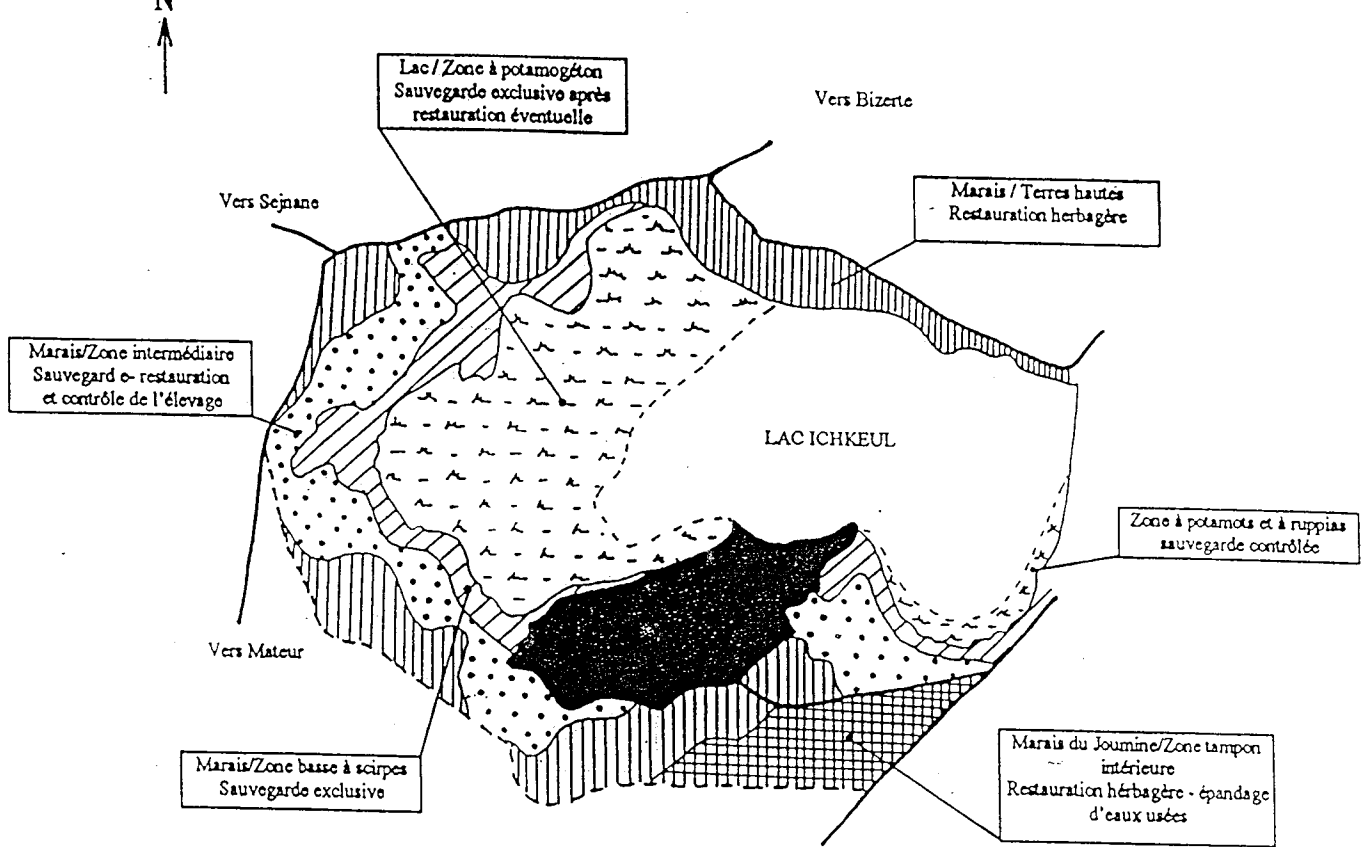 N
Lac / Zone à potamogéton
Sauvegarde exclusive après
restauration éventuelle
Vers Bizerte
Vers Sejnane
Marais / Terres hautes
Restauration herbagère
Marais/Zone intermédiaire
Sauvegard e- restauration
et contrôle de l'élevage
LAC ICHKEUL
Zone à potamots et à ruppias
sauvegarde contrôlée
Vers Mateur
Marais/Zone basse à scirpes
Sauvegarde exclusive
Marais du Joumine/Zone tampon
intérieure
Restauration hérbagère - épandage
d'eaux usées